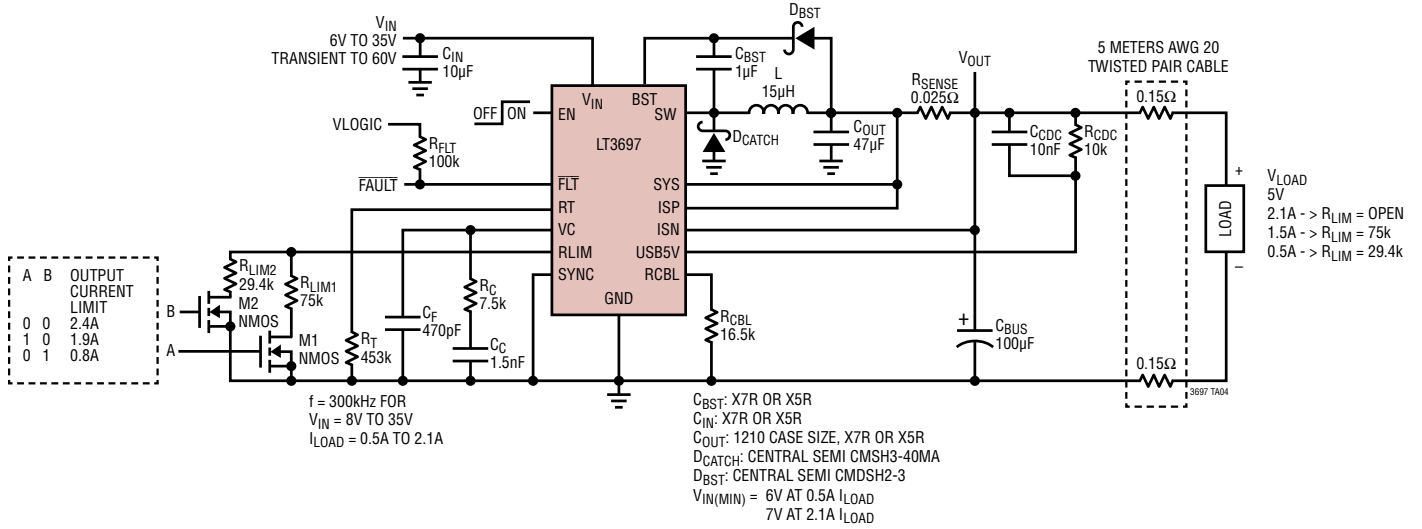 VIN
6V TO 35V
TRANSIENT TO 60V
CIN
10µF
DBST
CBST
1µF
L
15µH
VOUT
5 METERS AWG 20
TWISTED PAIR CABLE
RSENSE
0.025Ω
0.15Ω
OFF ON
EN
VIN
BST
SW
LT3697
DCATCH
COUT
47µF
CCDC
10nF
RCDC
10k
VLOGIC
RFLT
100k
FAULT
FLT
RT
VC
RLIM
SYNC
GND
SYS
ISP
ISN
USB5V
RCBL
LOAD
+
–
VLOAD
5V
2.1A -> RLIM = OPEN
1.5A -> RLIM = 75k
0.5A -> RLIM = 29.4k
A B OUTPUT
CURRENT
LIMIT
0 0 2.4A
1 0 1.9A
0 1 0.8A
B
A
RLIM2
29.4k
M2
NMOS
RLIM1
75k
M1
NMOS
RT
453k
CF
470pF
RC
7.5k
CC
1.5nF
RCBL
16.5k
+
CBUS
100µF
0.15Ω
3697 TA04
f = 300kHz FOR
VIN = 8V TO 35V
ILOAD = 0.5A TO 2.1A
CBST: X7R OR X5R
CIN: X7R OR X5R
COUT: 1210 CASE SIZE, X7R OR X5R
DCATCH: CENTRAL SEMI CMSH3-40MA
DBST: CENTRAL SEMI CMDSH2-3
VIN(MIN) = 6V AT 0.5A ILOAD
7V AT 2.1A ILOAD